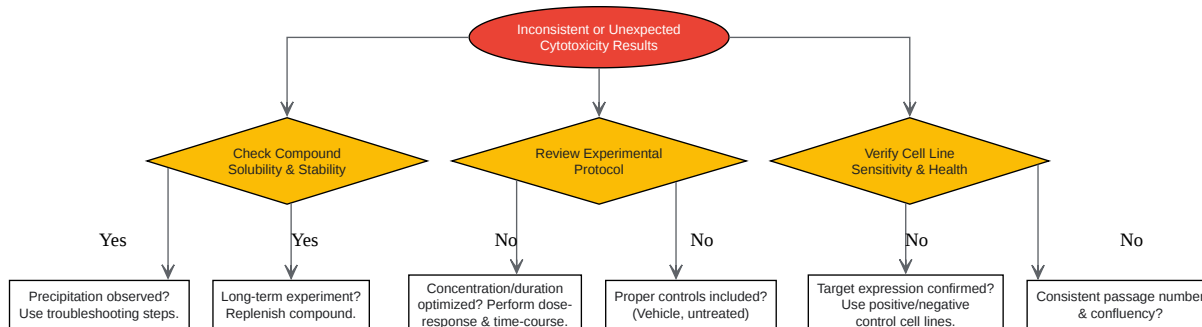 Inconsistent or Unexpected
Cytotoxicity Results
Check Compound
Solubility & Stability
Review Experimental
Protocol
Verify Cell Line
Sensitivity & Health
Yes
Yes
No
No
No
No
Precipitation observed?
Use troubleshooting steps.
Long-term experiment?
Replenish compound.
Concentration/duration
optimized? Perform dose-
response & time-course.
Proper controls included?
(Vehicle, untreated)
Target expression confirmed?
Use positive/negative
control cell lines.
Consistent passage number
& confluency?